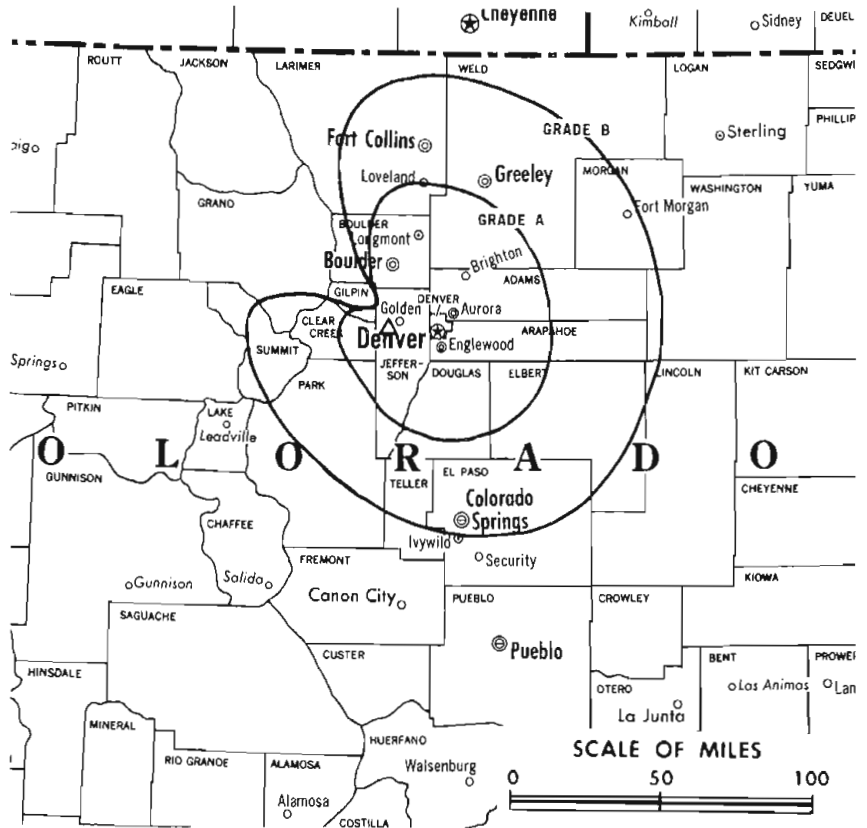 Cheyenne
Kimball
Sidney
DEUEL
ROUTT
JACKSON
LARIMER
WELD
LOGAN
SEDGWI
PHILLIP
GRADE B
Fort Collins
Sterling
aig
Loveland
Greeley
MORGAN
WASHINGTON
YUMA
GRAND
GRADE A
Fort Morgan
BOULDER
Longmont
Boulder
Brighton
ADAMS
EAGLE
GILPIN
DENVER
Golden
Aurora
CLEAR
CREEK
Denver
ARAPAHOE
Englewood
SUMMIT
Springs
JEFFER-
SON
DOUGLAS
ELBERT
LINCOLN
KIT CARSON
PARK
PITKIN
LAKE
Leadville
O L O R A D O
GUNNISON
TELLER
EL PASO
CHEYENNE
Colorado
Springs
CHAFFEE
Ivywild
Security
FREMONT
KIOWA
Gunnison
Salida
Canon City
PUEBLO
CROWLEY
SAGUACHE
Pueblo
CUSTER
BENT
PROWER
HINSDALE
OTERO
Las Animas
Lan
La Junta
MINERAL
HUERFANO
SCALE OF MILES
RIO GRANDE
ALAMOSA
Walsenburg
0 50 100
Alamosa
COSTILLA